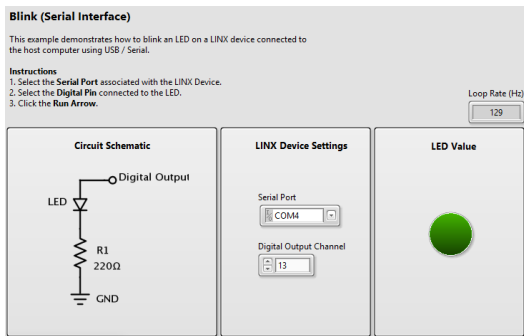 Blink (Serial Interface)
This example demonstrates how to blink an LED on a LINX device connected to
the host computer using USB / Serial.
Instructions
1. Select the Serial Port associated with the LINX Device.
2. Select the Digital Pin connected to the LED.
3. Click the Run Arrow.
Loop Rate (Hz)
129
Circuit Schematic
Digital Output
LED
R1
220Ω
GND
LINX Device Settings
Serial Port
COM4
Digital Output Channel
13
LED Value